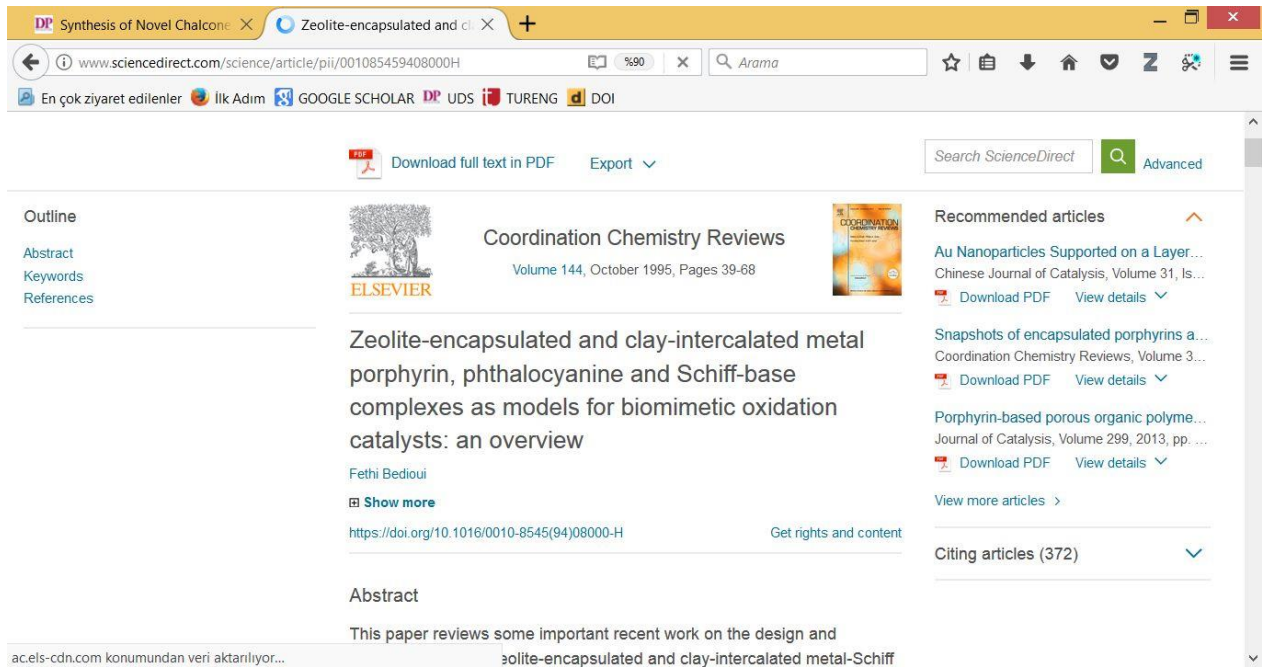 DP Synthesis of Novel Chalcone
Zeolite-encapsulated and cl
www.sciencedirect.com/science/article/pii/001085459408000H
%90
Arama
En çok ziyaret edilenler
İlk Adım
GOOGLE SCHOLAR
DP UDS
TURENG
d DOI
PDF Download full text in PDF
Export
Search ScienceDirect
Advanced
Outline
Abstract
Keywords
References
ELSEVIER
Coordination Chemistry Reviews
Volume 144, October 1995, Pages 39-68
COORDINATION
CHEMISTRY REVIEWS
Zeolite-encapsulated and clay-intercalated metal
porphyrin, phthalocyanine and Schiff-base
complexes as models for biomimetic oxidation
catalysts: an overview
Fethi Bedioui
Show more
https://doi.org/10.1016/0010-8545(94)08000-H
Get rights and content
Abstract
This paper reviews some important recent work on the design and
eolite-encapsulated and clay-intercalated metal-Schiff
Recommended articles
Au Nanoparticles Supported on a Layer...
Chinese Journal of Catalysis, Volume 31, Is...
Download PDF View details
Snapshots of encapsulated porphyrins a...
Coordination Chemistry Reviews, Volume 3...
Download PDF View details
Porphyrin-based porous organic polyme...
Journal of Catalysis, Volume 299, 2013, pp. ...
Download PDF View details
View more articles >
Citing articles (372)
ac.els-cdn.com konumundan veri aktarılıyor...